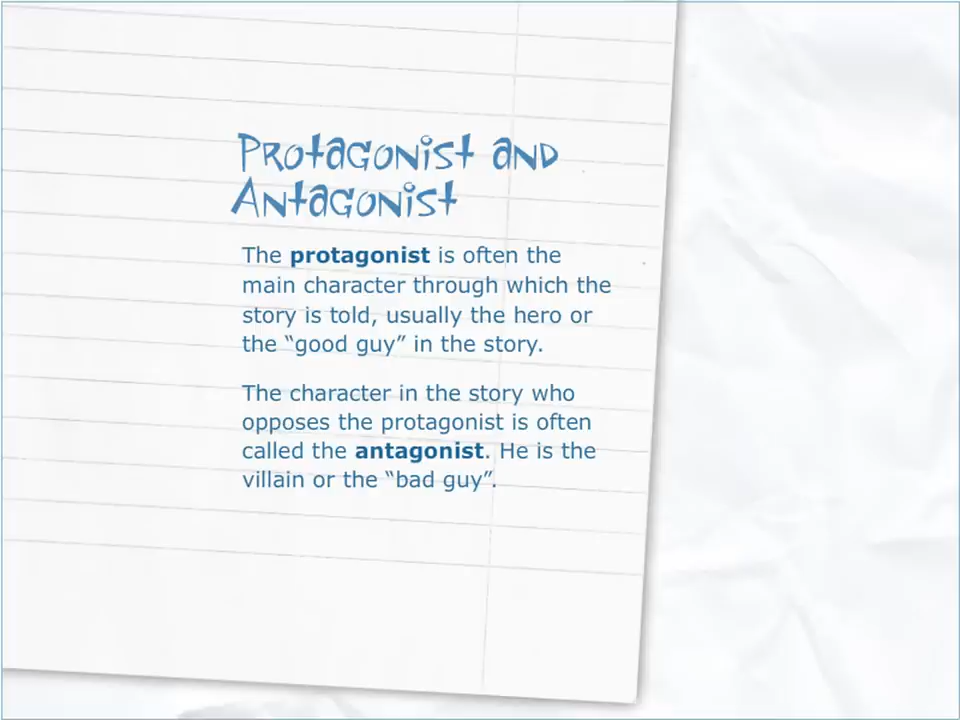 Protagonist and
Antagonist
The protagonist is often the
main character through which the
story is told, usually the hero or
the “good guy” in the story.
The character in the story who
opposes the protagonist is often
called the antagonist. He is the
villain or the “bad guy”.